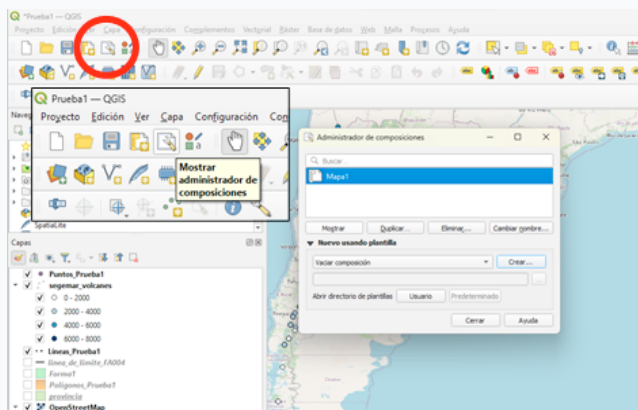 *Prueba1 — QGIS
Proyecto Edición Ver Capa Configuración Complementos Vectorial Ráster Base de datos Web Malla Procesos Ayuda
Prueba1 — QGIS
Proyecto Edición Ver Capa Configuración
Mostrar
administrador de
composiciones
SpatiaLite
Capas
Puntos_Prueba1
segemar_volcanes
0 - 2000
2000 - 4000
4000 - 6000
6000 - 8000
Lineas_Prueba1
linea_de_limite_FA004
Forma1
Poligonos_Prueba1
provincia
OpenStreetMap
Administrador de composiciones
Buscar...
Mapa1
Mostrar Duplicar... Eliminar... Cambiar nombre...
Nuevo usando plantilla
Vaciar composición Crear...
Abrir directorio de plantillas Usuario Predeterminado
Cerrar Ayuda